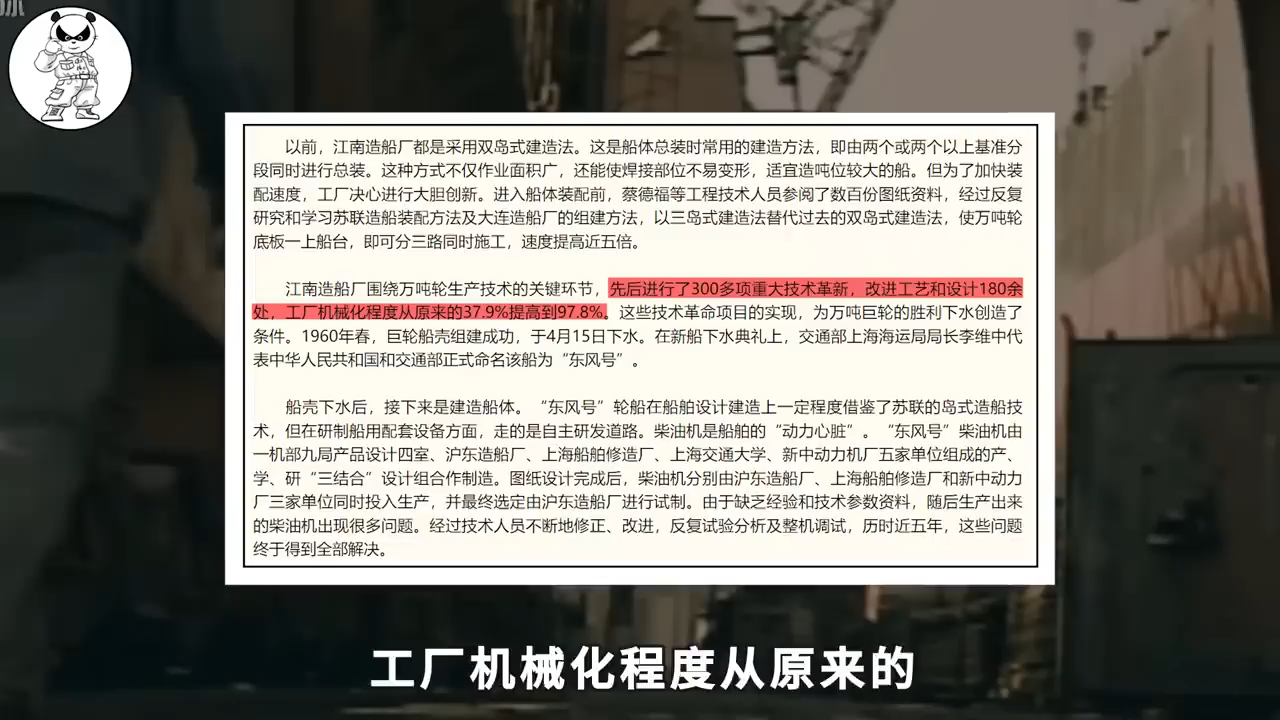 以前，江南造船厂都是采用双岛式建造法。这是船体总装时常用的建造方法，即由两个或两个以上基准分
段同时进行总装。这种方式不仅作业面积广，还能使焊接部位不易变形，适宜造吨位较大的船。但为了加快装
配速度，工厂决心进行大胆创新。进入船体装配前，蔡德福等工程技术人员参阅了数百份图纸资料，经过反复
研究和学习苏联造船装配方法及大连造船厂的组建方法，以三岛式建造法替代过去的双岛式建造法，使万吨轮
底板一上船台，即可分三路同时施工，速度提高近五倍。
江南造船厂围绕万吨轮生产技术的关键环节，先后进行了300多项重大技术革新，改进工艺和设计180余
处，工厂机械化程度从原来的37.9%提高到97.8%。这些技术革命项目的实现，为万吨巨轮的胜利下水创造了
条件。1960年春，巨轮船壳组建成功，于4月15日下水。在新船下水典礼上，交通部上海海运局局长李维中代
表中华人民共和国和交通部正式命名该船为“东风号”。
船壳下水后，接下来是建造船体。“东风号”轮船在船舶设计建造上一定程度借鉴了苏联的岛式造船技
术，但在研制船用配套设备方面，走的是自主研发道路。柴油机是船舶的“动力心脏”。“东风号”柴油机由
一机部九局产品设计四室、沪东造船厂、上海船舶修造厂、上海交通大学、新中动力机厂五家单位组成的产、
学、研“三结合”设计组合作制造。图纸设计完成后，柴油机分别由沪东造船厂、上海船舶修造厂和新中动力
厂三家单位同时投入生产，并最终选定由沪东造船厂进行试制。由于缺乏经验和技术参数资料，随后生产出来
的柴油机出现很多问题。经过技术人员不断地修正、改进，反复试验分析及整机调试，历时近五年，这些问题
终于得到全部解决。
工厂机械化程度从原来的